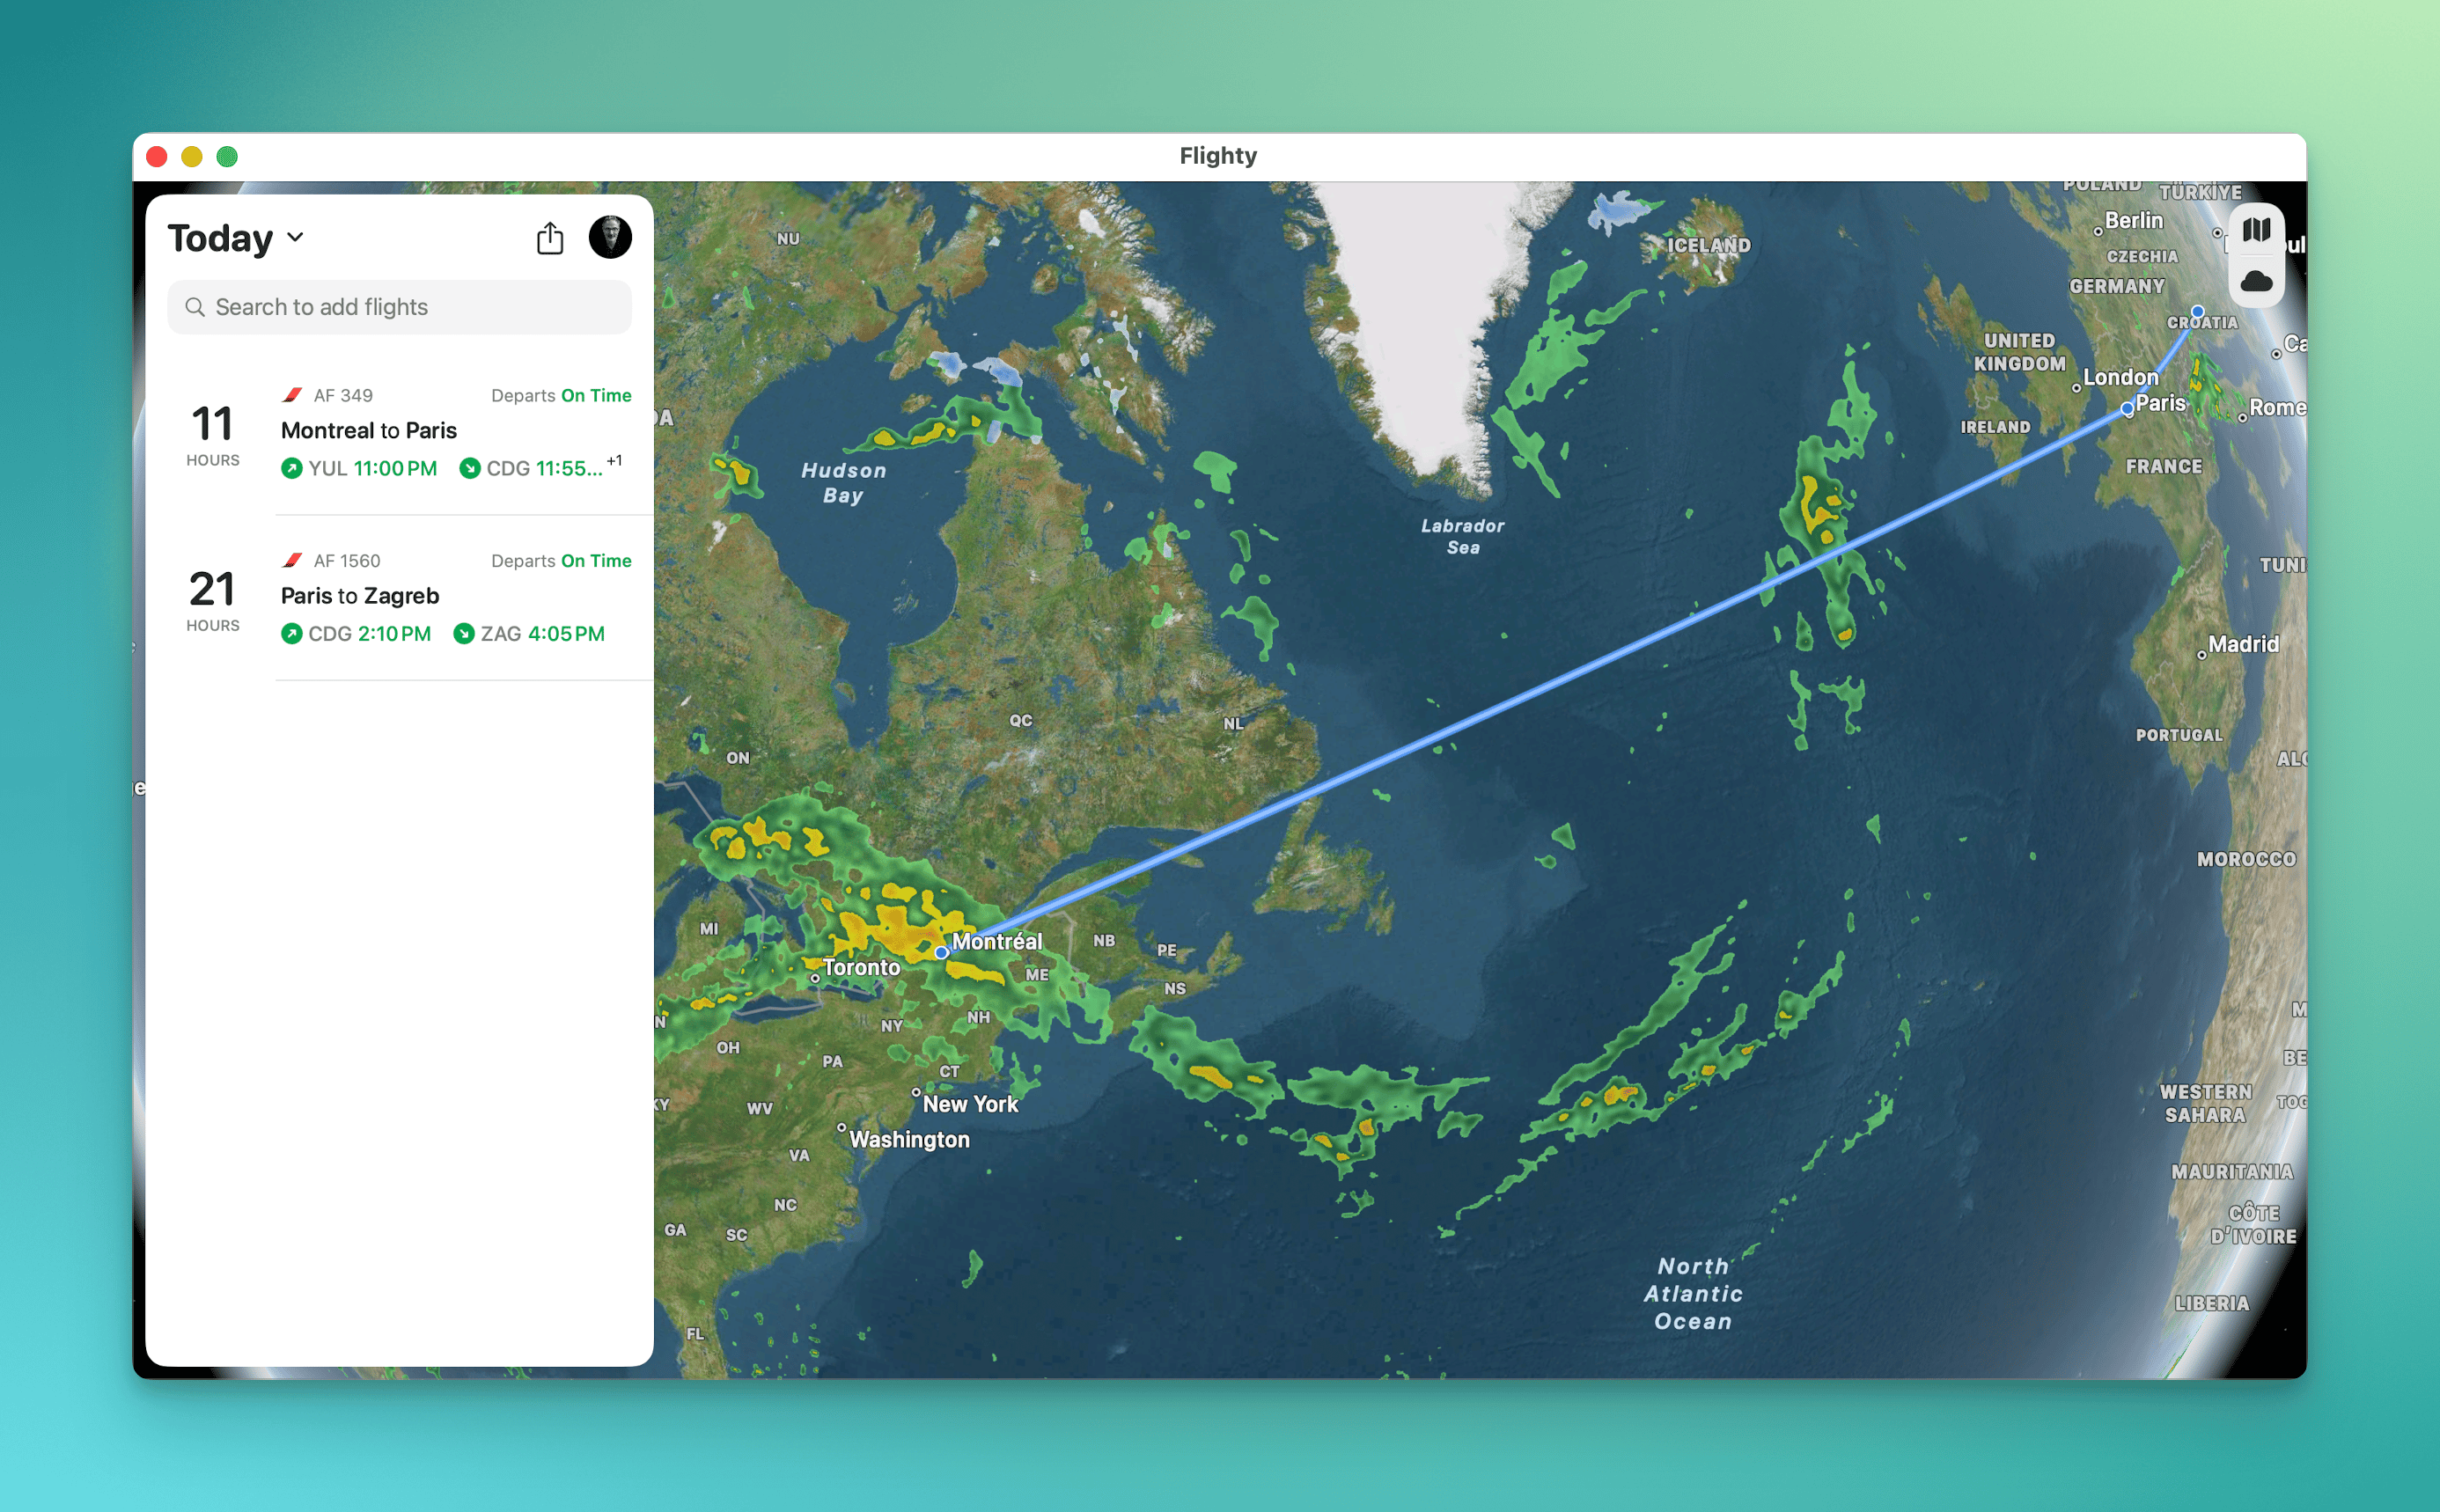 Flighty
Today
Search to add flights
11
HOURS
AF 349
Departs On Time
Montreal to Paris
YUL 11:00 PM
CDG 11:55... +1
21
HOURS
AF 1560
Departs On Time
Paris to Zagreb
CDG 2:10 PM
ZAG 4:05 PM
NU
ICELAND
POLAND
TÜRKİYE
Berlin
CZECHIA
GERMANY
CROATIA
UNITED
KINGDOM
London
Paris
Rome
IRELAND
FRANCE
Hudson
Bay
Labrador
Sea
Madrid
PORTUGAL
QC
NL
ON
MOROCCO
MI
Montréal
NB
PE
Toronto
ME
NS
NY
NH
OH
PA
CT
New York
WV
Washington
VA
WESTERN
SAHARA
MAURITANIA
NC
GA
SC
CÔTE
D'IVOIRE
North
Atlantic
Ocean
LIBERIA
FL